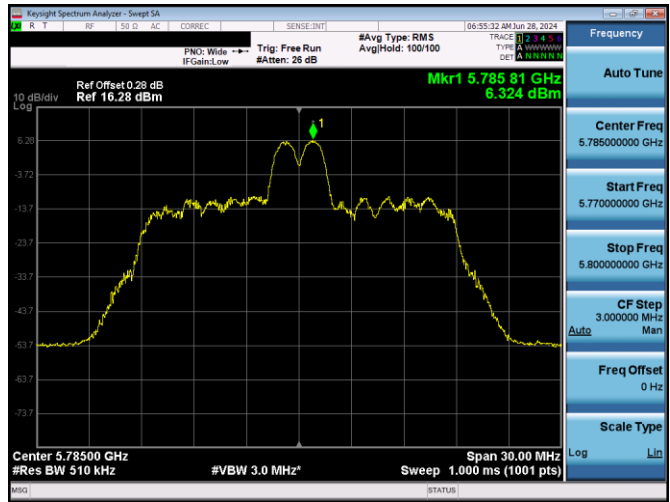 Keysight Spectrum Analyzer - Swept SA
R T RF 50 Ω AC CORREC SENSE:INT 06:55:32 AM Jun 28, 2024
#Avg Type: RMS TRACE 1 2 3 4 5 6
PNO: Wide Trig: Free Run Avg|Hold: 100/100 TYPE A WWWWW
IFGain:Low #Atten: 26 dB DET A N N N N N
Mkr1 5.785 81 GHz
6.324 dBm
Ref Offset 0.28 dB
10 dB/div Ref 16.28 dBm
Log
1
6.28
-3.72
-13.7
-23.7
-33.7
-43.7
-53.7
-63.7
-73.7
Center 5.78500 GHz Span 30.00 MHz
#Res BW 510 kHz #VBW 3.0 MHz* Sweep 1.000 ms (1001 pts)
MSG STATUS
Frequency
Auto Tune
Center Freq
5.785000000 GHz
Start Freq
5.770000000 GHz
Stop Freq
5.800000000 GHz
CF Step
3.000000 MHz
Auto Man
Freq Offset
0 Hz
Scale Type
Log Lin